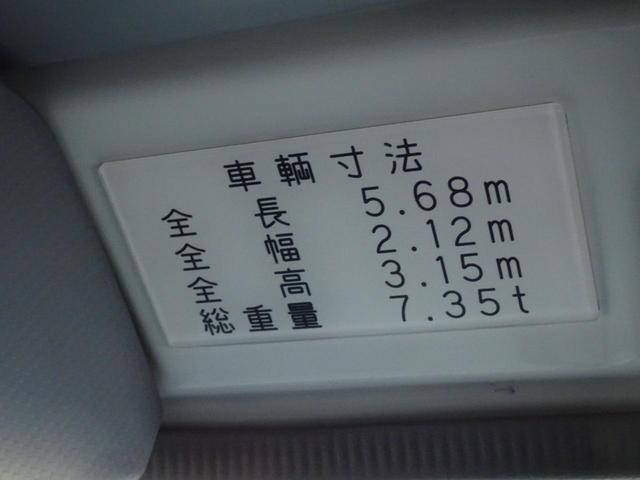 車輌寸法
全長 5.68m
全幅 2.12m
全高 3.15m
総重量 7.35t